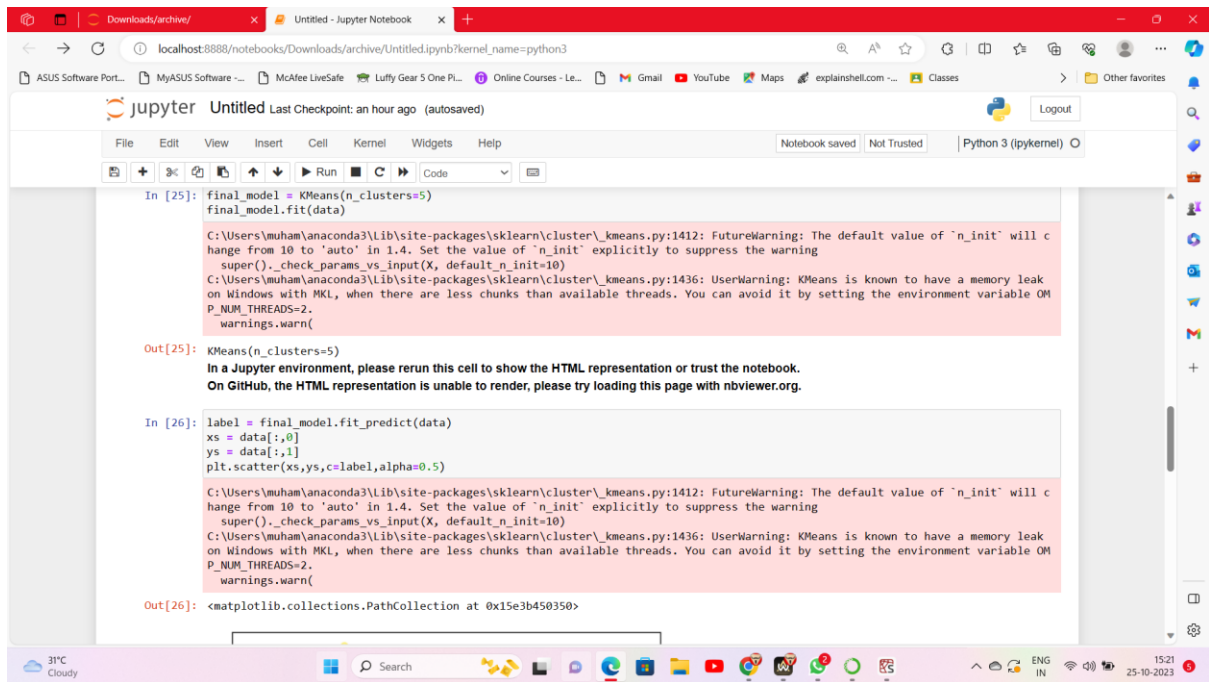 Downloads/archive/
Untitled - Jupyter Notebook
localhost:8888/notebooks/Downloads/archive/Untitled.ipynb?kernel_name=python3
ASUS Software Port... MyASUS Software -... McAfee LiveSafe Luffy Gear 5 One Pi... Online Courses - Le... Gmail YouTube Maps explainshell.com -... Classes Other favorites
jupyter Untitled Last Checkpoint: an hour ago (autosaved)
Logout
File Edit View Insert Cell Kernel Widgets Help
Notebook saved Not Trusted Python 3 (ipykernel)
Run Code
In [25]: final_model = KMeans(n_clusters=5)
final_model.fit(data)
C:\Users\muham\anaconda3\Lib\site-packages\sklearn\cluster\_kmeans.py:1412: FutureWarning: The default value of `n_init` will c
hange from 10 to 'auto' in 1.4. Set the value of `n_init` explicitly to suppress the warning
super()._check_params_vs_input(X, default_n_init=10)
C:\Users\muham\anaconda3\Lib\site-packages\sklearn\cluster\_kmeans.py:1436: UserWarning: KMeans is known to have a memory leak
on Windows with MKL, when there are less chunks than available threads. You can avoid it by setting the environment variable OM
P_NUM_THREADS=2.
warnings.warn(
Out[25]: KMeans(n_clusters=5)
In a Jupyter environment, please rerun this cell to show the HTML representation or trust the notebook.
On GitHub, the HTML representation is unable to render, please try loading this page with nbviewer.org.
In [26]: label = final_model.fit_predict(data)
xs = data[:,0]
ys = data[:,1]
plt.scatter(xs,ys,c=label,alpha=0.5)
C:\Users\muham\anaconda3\Lib\site-packages\sklearn\cluster\_kmeans.py:1412: FutureWarning: The default value of `n_init` will c
hange from 10 to 'auto' in 1.4. Set the value of `n_init` explicitly to suppress the warning
super()._check_params_vs_input(X, default_n_init=10)
C:\Users\muham\anaconda3\Lib\site-packages\sklearn\cluster\_kmeans.py:1436: UserWarning: KMeans is known to have a memory leak
on Windows with MKL, when there are less chunks than available threads. You can avoid it by setting the environment variable OM
P_NUM_THREADS=2.
warnings.warn(
Out[26]: <matplotlib.collections.PathCollection at 0x15e3b450350>
31°C
Cloudy
Search
ENG
IN
15:21
25-10-2023
5